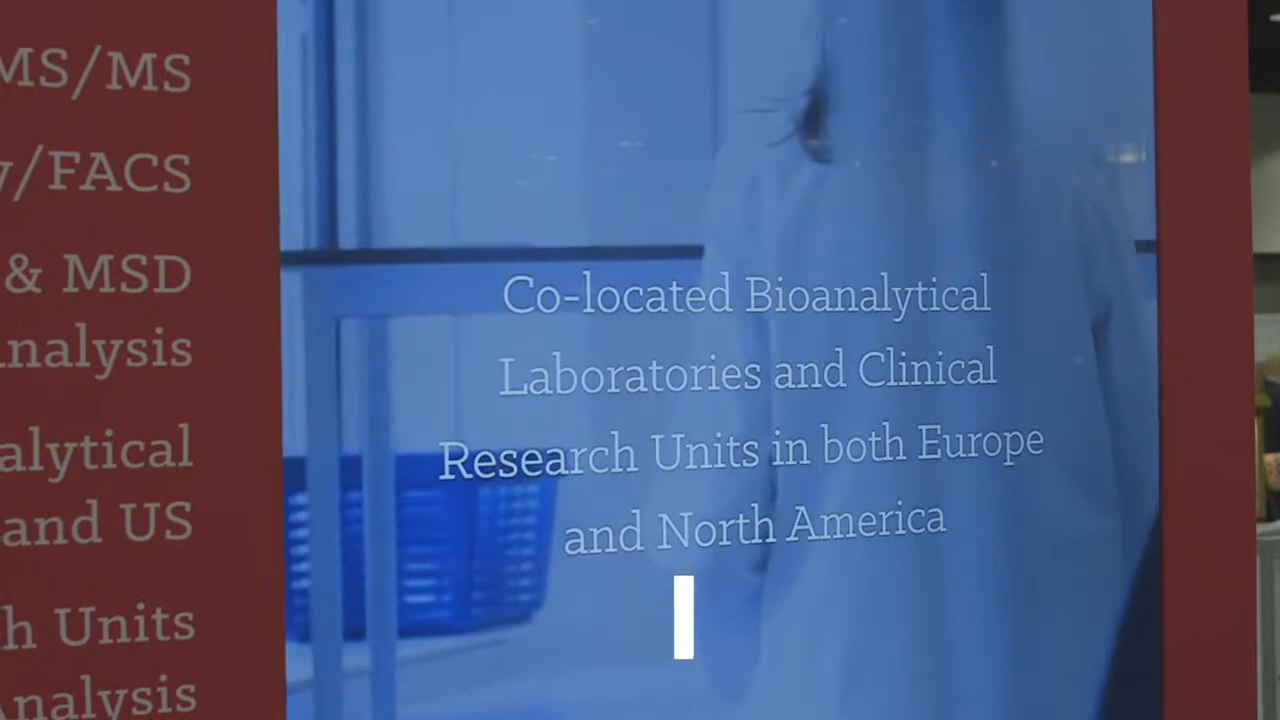 MS/MS
/FACS
& MSD
nalysis
alytical
and US
h Units
Analysis
Co-located Bioanalytical
Laboratories and Clinical
Research Units in both Europe
and North America